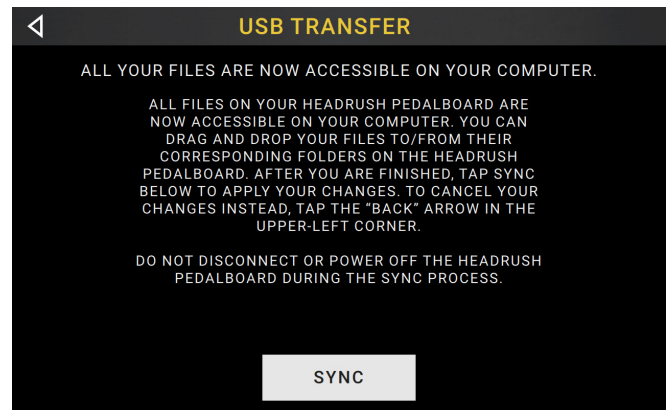 USB TRANSFER
ALL YOUR FILES ARE NOW ACCESSIBLE ON YOUR COMPUTER.
ALL FILES ON YOUR HEADRUSH PEDALBOARD ARE
NOW ACCESSIBLE ON YOUR COMPUTER. YOU CAN
DRAG AND DROP YOUR FILES TO/FROM THEIR
CORRESPONDING FOLDERS ON THE HEADRUSH
PEDALBOARD. AFTER YOU ARE FINISHED, TAP SYNC
BELOW TO APPLY YOUR CHANGES. TO CANCEL YOUR
CHANGES INSTEAD, TAP THE “BACK” ARROW IN THE
UPPER-LEFT CORNER.
DO NOT DISCONNECT OR POWER OFF THE HEADRUSH
PEDALBOARD DURING THE SYNC PROCESS.
SYNC